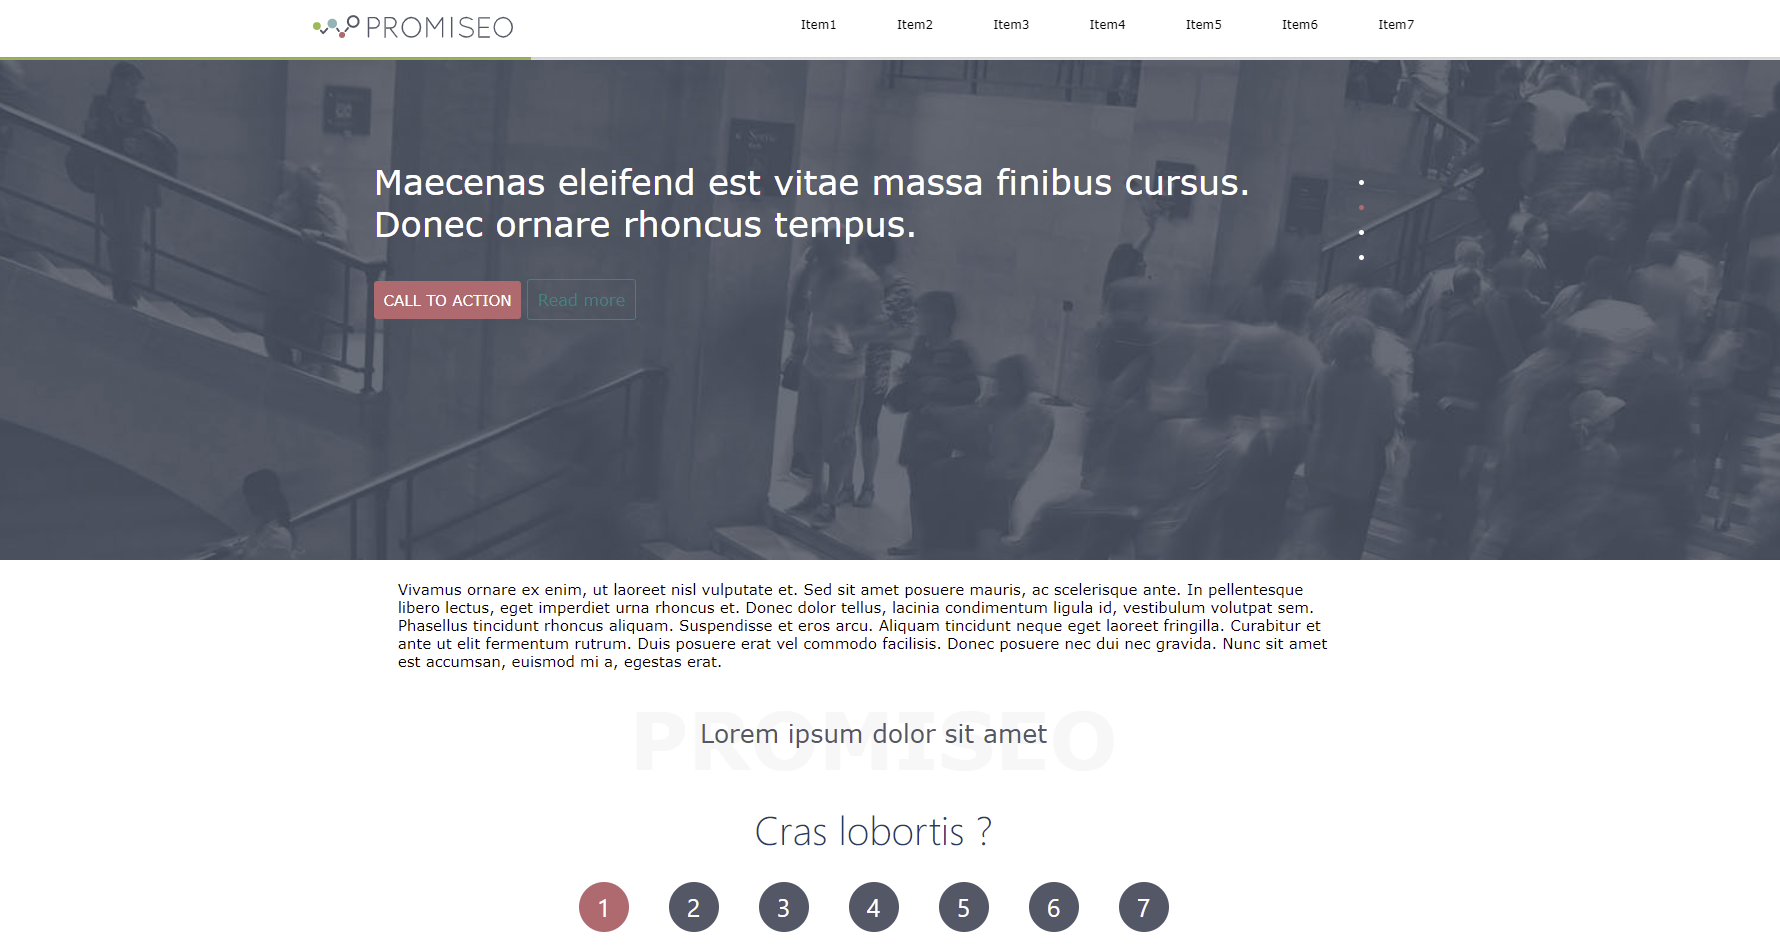 PROMISEO
Item1 Item2 Item3 Item4 Item5 Item6 Item7
Maecenas eleifend est vitae massa finibus cursus.
Donec ornare rhoncus tempus.
CALL TO ACTION Read more
Vivamus ornare ex enim, ut laoreet nisl vulputate et. Sed sit amet posuere mauris, ac scelerisque ante. In pellentesque
libero lectus, eget imperdiet urna rhoncus et. Donec dolor tellus, lacinia condimentum ligula id, vestibulum volutpat sem.
Phasellus tincidunt rhoncus aliquam. Suspendisse et eros arcu. Aliquam tincidunt neque eget laoreet fringilla. Curabitur et
ante ut elit fermentum rutrum. Duis posuere erat vel commodo facilisis. Donec posuere nec dui nec gravida. Nunc sit amet
est accumsan, euismod mi a, egestas erat.
PROMISEO
Lorem ipsum dolor sit amet
Cras lobortis ?
1 2 3 4 5 6 7